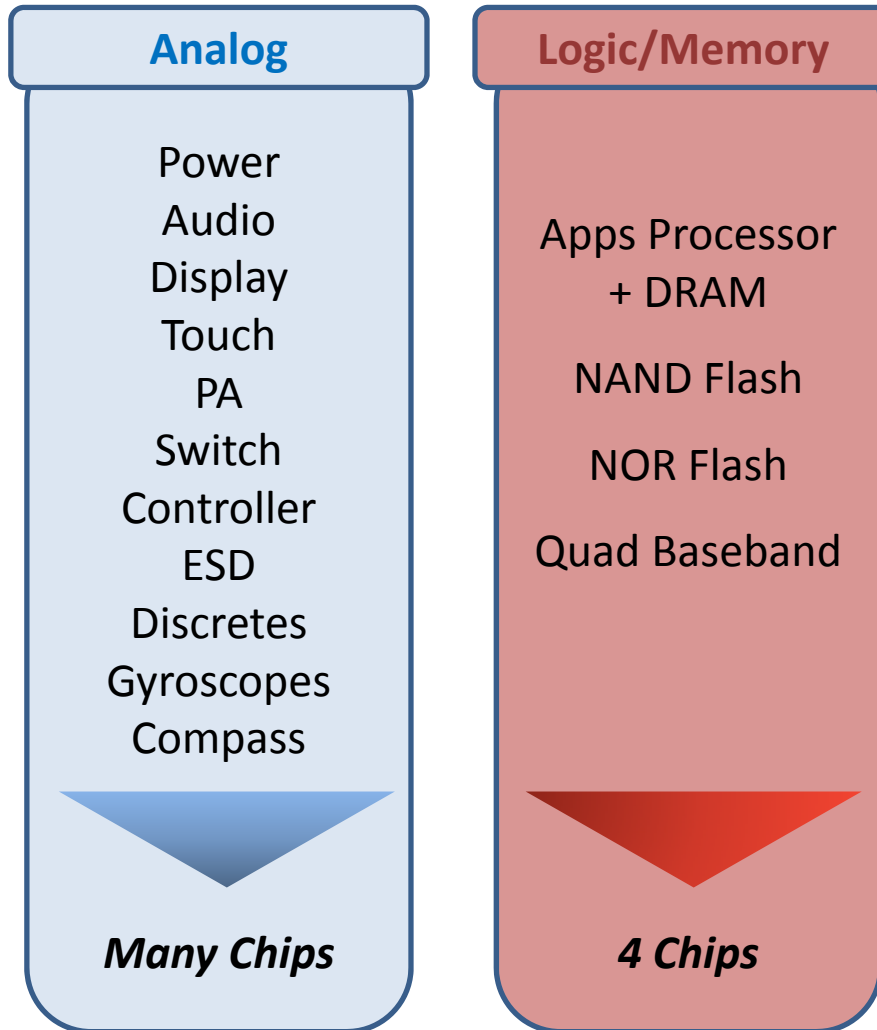 Analog
Power
Audio
Display
Touch
PA
Switch
Controller
ESD
Discretes
Gyroscopes
Compass
Many Chips
Logic/Memory
Apps Processor
+ DRAM
NAND Flash
NOR Flash
Quad Baseband
4 Chips